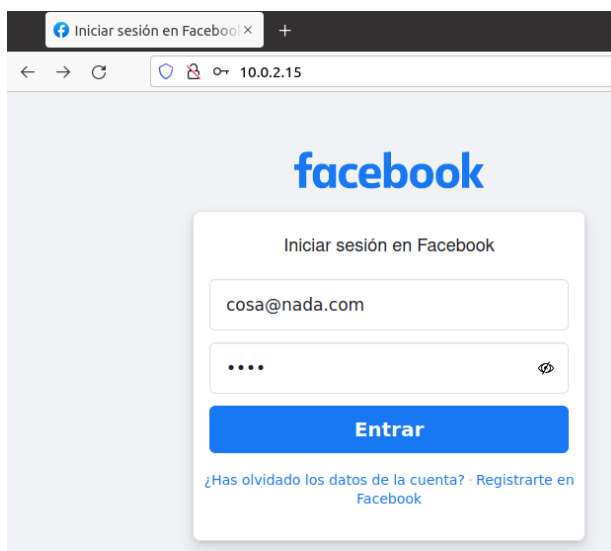 Iniciar sesión en Facebook
10.0.2.15
facebook
Iniciar sesión en Facebook
cosa@nada.com
••••
Entrar
¿Has olvidado los datos de la cuenta? · Registrarte en
Facebook